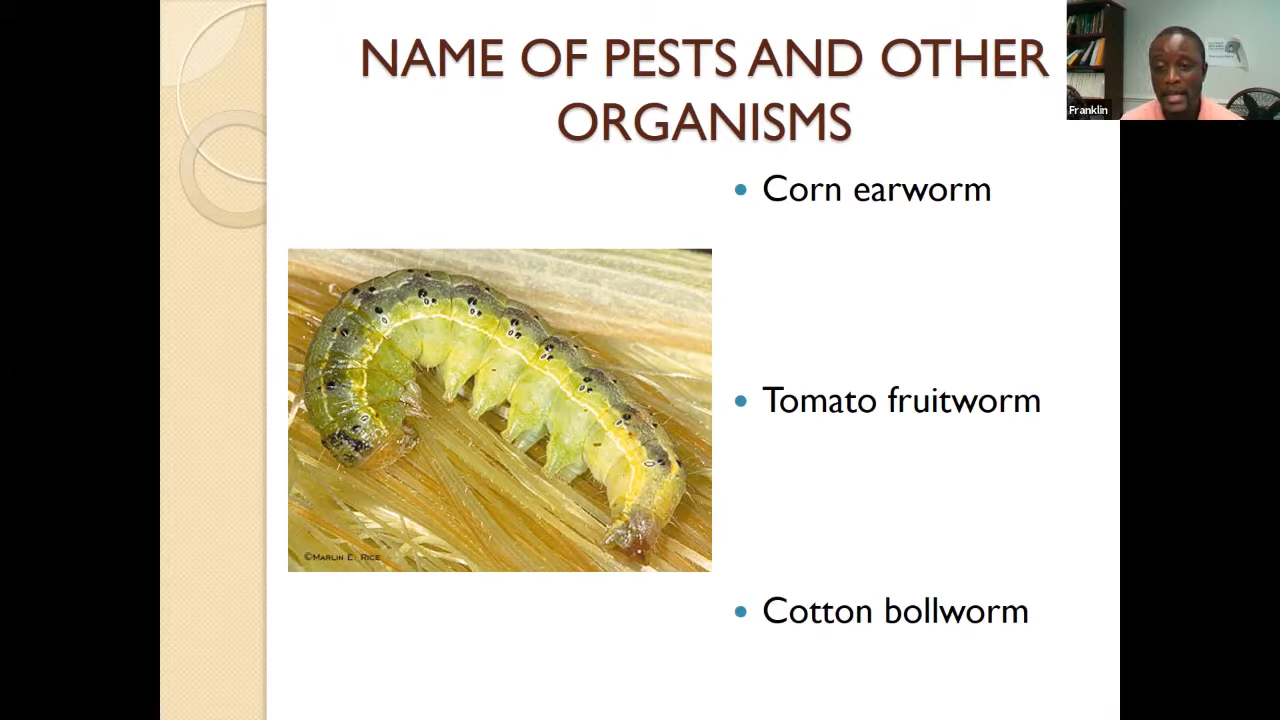 NAME OF PESTS AND OTHER
ORGANISMS
Franklin
• Corn earworm
• Tomato fruitworm
• Cotton bollworm
©MARLIN E. RICE